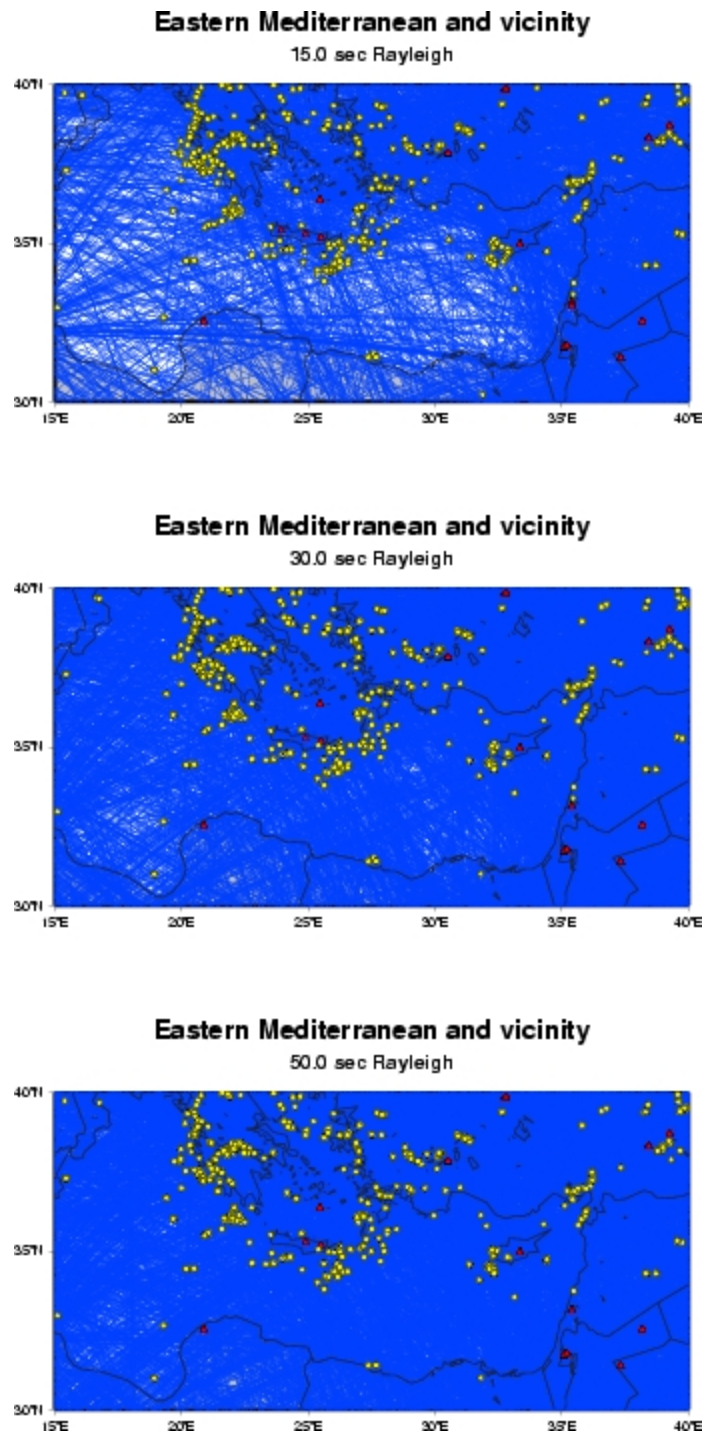 Eastern Mediterranean and vicinity
15.0 sec Rayleigh
40°N
35°N
30°N
15°E 20°E 25°E 30°E 35°E 40°E
Eastern Mediterranean and vicinity
30.0 sec Rayleigh
40°N
35°N
30°N
15°E 20°E 25°E 30°E 35°E 40°E
Eastern Mediterranean and vicinity
50.0 sec Rayleigh
40°N
35°N
30°N
15°E 20°E 25°E 30°E 35°E 40°E